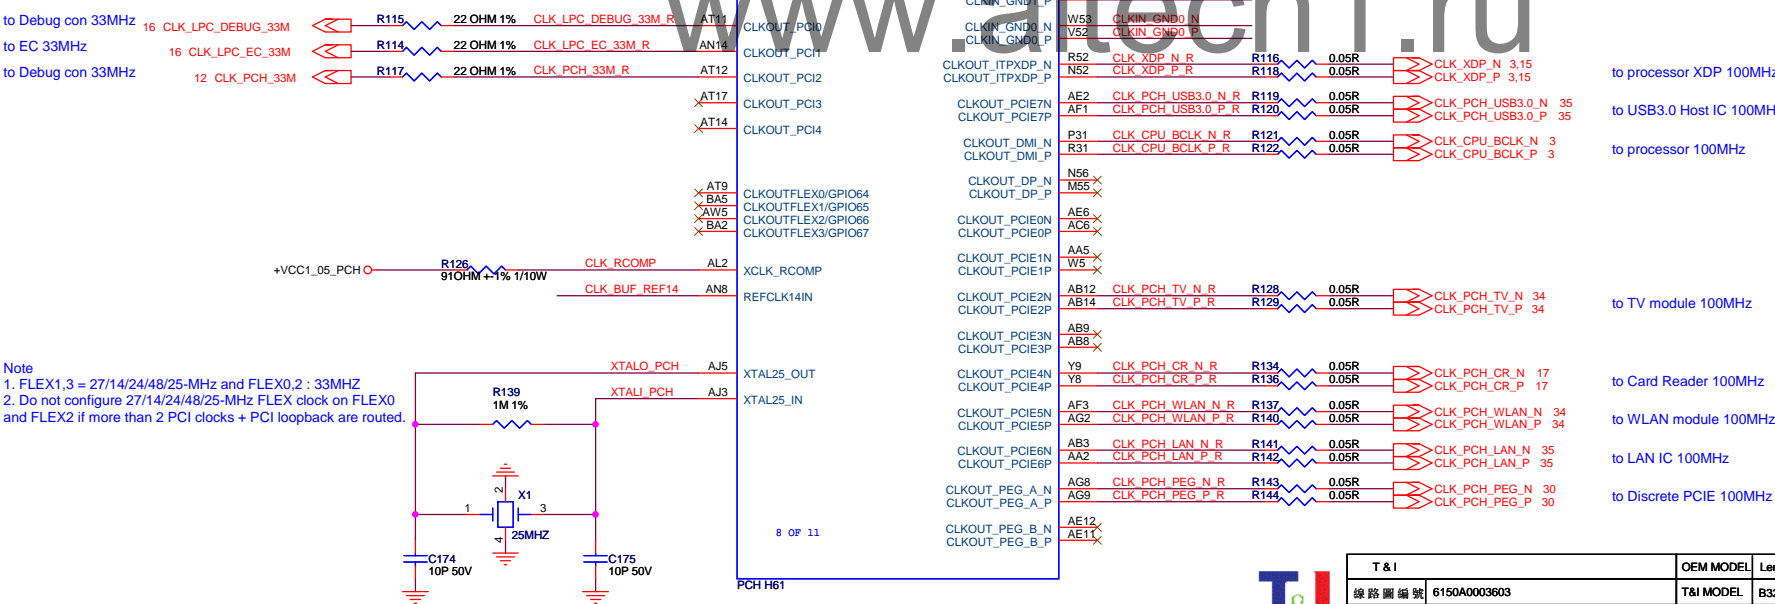 www.aitech1.ru
to Debug con 33MHz 16 CLK_LPC_DEBUG_33M R115 22 OHM 1% CLK_LPC_DEBUG_33M_R AT11 CLKOUT_PCI0
to EC 33MHz 16 CLK_LPC_EC_33M R114 22 OHM 1% CLK_LPC_EC_33M_R AN14 CLKOUT_PCI1
to Debug con 33MHz 12 CLK_PCH_33M R117 22 OHM 1% CLK_PCH_33M_R AT12 CLKOUT_PCI2
AT17 CLKOUT_PCI3
AT14 CLKOUT_PCI4
AT9 CLKOUTFLEX0/GPIO64
BA5 CLKOUTFLEX1/GPIO65
AW5 CLKOUTFLEX2/GPIO66
BA2 CLKOUTFLEX3/GPIO67
+VCC1_05_PCH R126 91OHM +-1% 1/10W CLK_RCOMP AL2 XCLK_RCOMP
CLK_BUF_REF14 AN8 REFCLK14IN
XTALO_PCH AJ5 XTAL25_OUT
XTALI_PCH AJ3 XTAL25_IN
Note
1. FLEX1,3 = 27/14/24/48/25-MHz and FLEX0,2 : 33MHZ
2. Do not configure 27/14/24/48/25-MHz FLEX clock on FLEX0
and FLEX2 if more than 2 PCI clocks + PCI loopback are routed.
R139
1M 1%
X1
1 2 3 4
25MHZ
C174
10P 50V
C175
10P 50V
8 OF 11
PCH H61
CLKIN_GND1_P
CLKIN_GND0_N W53 CLKIN_GND0_N
CLKIN_GND0_P V52 CLKIN_GND0_P
CLKOUT_ITPXDP_N R52 CLK_XDP_N_R R116 0.05R CLK_XDP_N 3,15
CLKOUT_ITPXDP_P N52 CLK_XDP_P_R R118 0.05R CLK_XDP_P 3,15
to processor XDP 100MHz
CLKOUT_PCIE7N AE2 CLK_PCH_USB3.0_N_R R119 0.05R CLK_PCH_USB3.0_N 35
CLKOUT_PCIE7P AF1 CLK_PCH_USB3.0_P_R R120 0.05R CLK_PCH_USB3.0_P 35
to USB3.0 Host IC 100MH
CLKOUT_DMI_N P31 CLK_CPU_BCLK_N_R R121 0.05R CLK_CPU_BCLK_N 3
CLKOUT_DMI_P R31 CLK_CPU_BCLK_P_R R122 0.05R CLK_CPU_BCLK_P 3
to processor 100MHz
CLKOUT_DP_N N56
CLKOUT_DP_P M55
CLKOUT_PCIE0N AE6
CLKOUT_PCIE0P AC6
CLKOUT_PCIE1N AA5
CLKOUT_PCIE1P W5
CLKOUT_PCIE2N AB12 CLK_PCH_TV_N_R R128 0.05R CLK_PCH_TV_N 34
CLKOUT_PCIE2P AB14 CLK_PCH_TV_P_R R129 0.05R CLK_PCH_TV_P 34
to TV module 100MHz
CLKOUT_PCIE3N AB9
CLKOUT_PCIE3P AB8
CLKOUT_PCIE4N Y9 CLK_PCH_CR_N_R R134 0.05R CLK_PCH_CR_N 17
CLKOUT_PCIE4P Y8 CLK_PCH_CR_P_R R136 0.05R CLK_PCH_CR_P 17
to Card Reader 100MHz
CLKOUT_PCIE5N AF3 CLK_PCH_WLAN_N_R R137 0.05R CLK_PCH_WLAN_N 34
CLKOUT_PCIE5P AG2 CLK_PCH_WLAN_P_R R140 0.05R CLK_PCH_WLAN_P 34
to WLAN module 100MHz
CLKOUT_PCIE6N AB3 CLK_PCH_LAN_N_R R141 0.05R CLK_PCH_LAN_N 35
CLKOUT_PCIE6P AA2 CLK_PCH_LAN_P_R R142 0.05R CLK_PCH_LAN_P 35
to LAN IC 100MHz
CLKOUT_PEG_A_N AG8 CLK_PCH_PEG_N_R R143 0.05R CLK_PCH_PEG_N 30
CLKOUT_PEG_A_P AG9 CLK_PCH_PEG_P_R R144 0.05R CLK_PCH_PEG_P 30
to Discrete PCIE 100MHz
CLKOUT_PEG_B_N AE12
CLKOUT_PEG_B_P AE11
T & I OEM MODEL Len
線路圖編號 6150A0003603 T&I MODEL B32